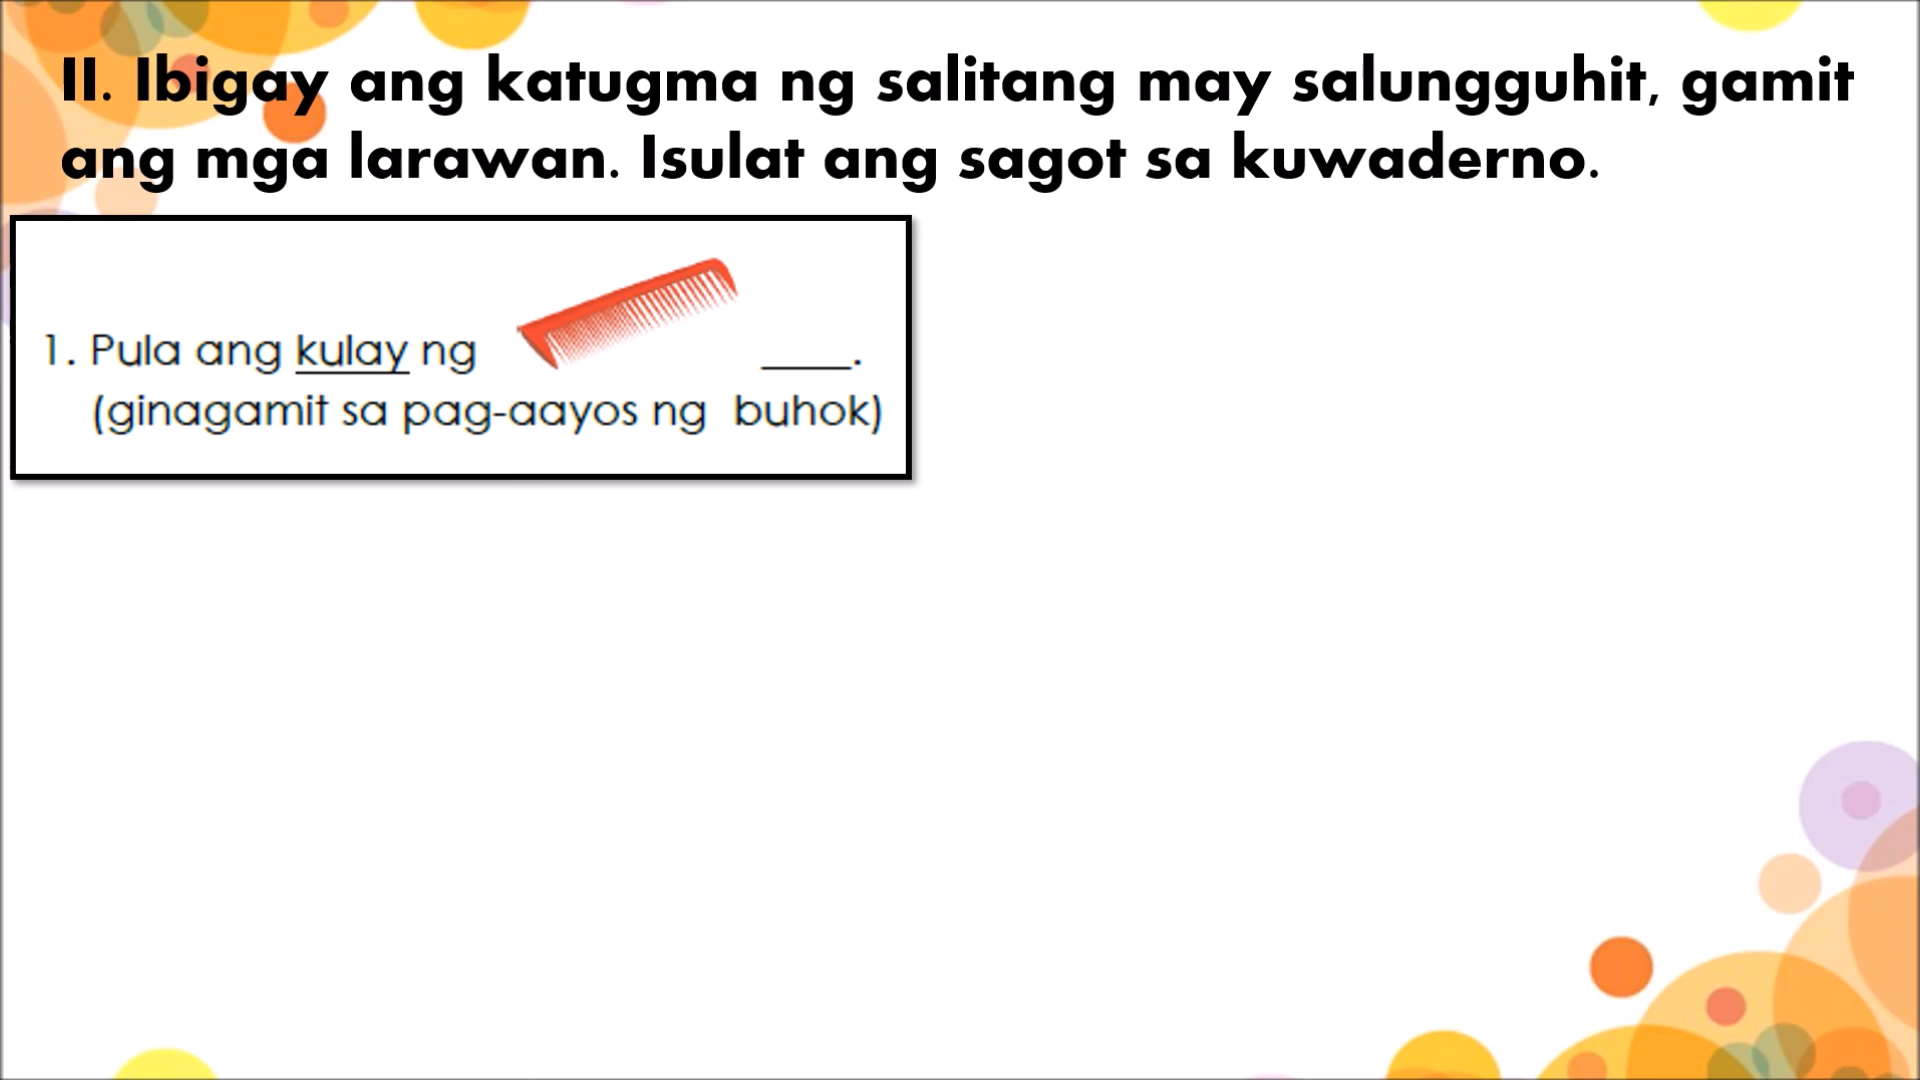 II. Ibigay ang katugma ng salitang may salungguhit, gamit
ang mga larawan. Isulat ang sagot sa kuwaderno.
1. Pula ang kulay ng ____.
(ginagamit sa pag-aayos ng buhok)